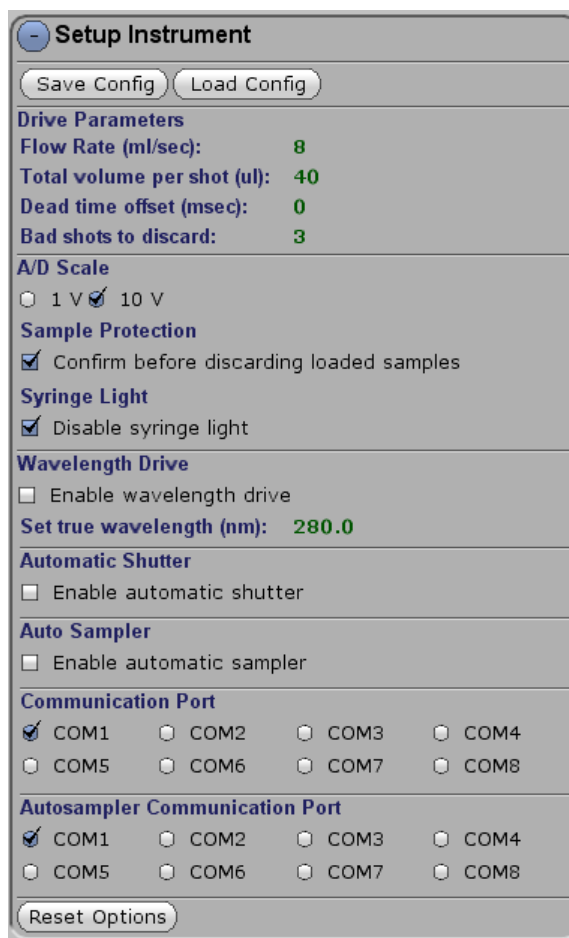 - Setup Instrument
Save Config Load Config
Drive Parameters
Flow Rate (ml/sec): 8
Total volume per shot (ul): 40
Dead time offset (msec): 0
Bad shots to discard: 3
A/D Scale
1 V 10 V
Sample Protection
Confirm before discarding loaded samples
Syringe Light
Disable syringe light
Wavelength Drive
Enable wavelength drive
Set true wavelength (nm): 280.0
Automatic Shutter
Enable automatic shutter
Auto Sampler
Enable automatic sampler
Communication Port
COM1 COM2 COM3 COM4
COM5 COM6 COM7 COM8
Autosampler Communication Port
COM1 COM2 COM3 COM4
COM5 COM6 COM7 COM8
Reset Options